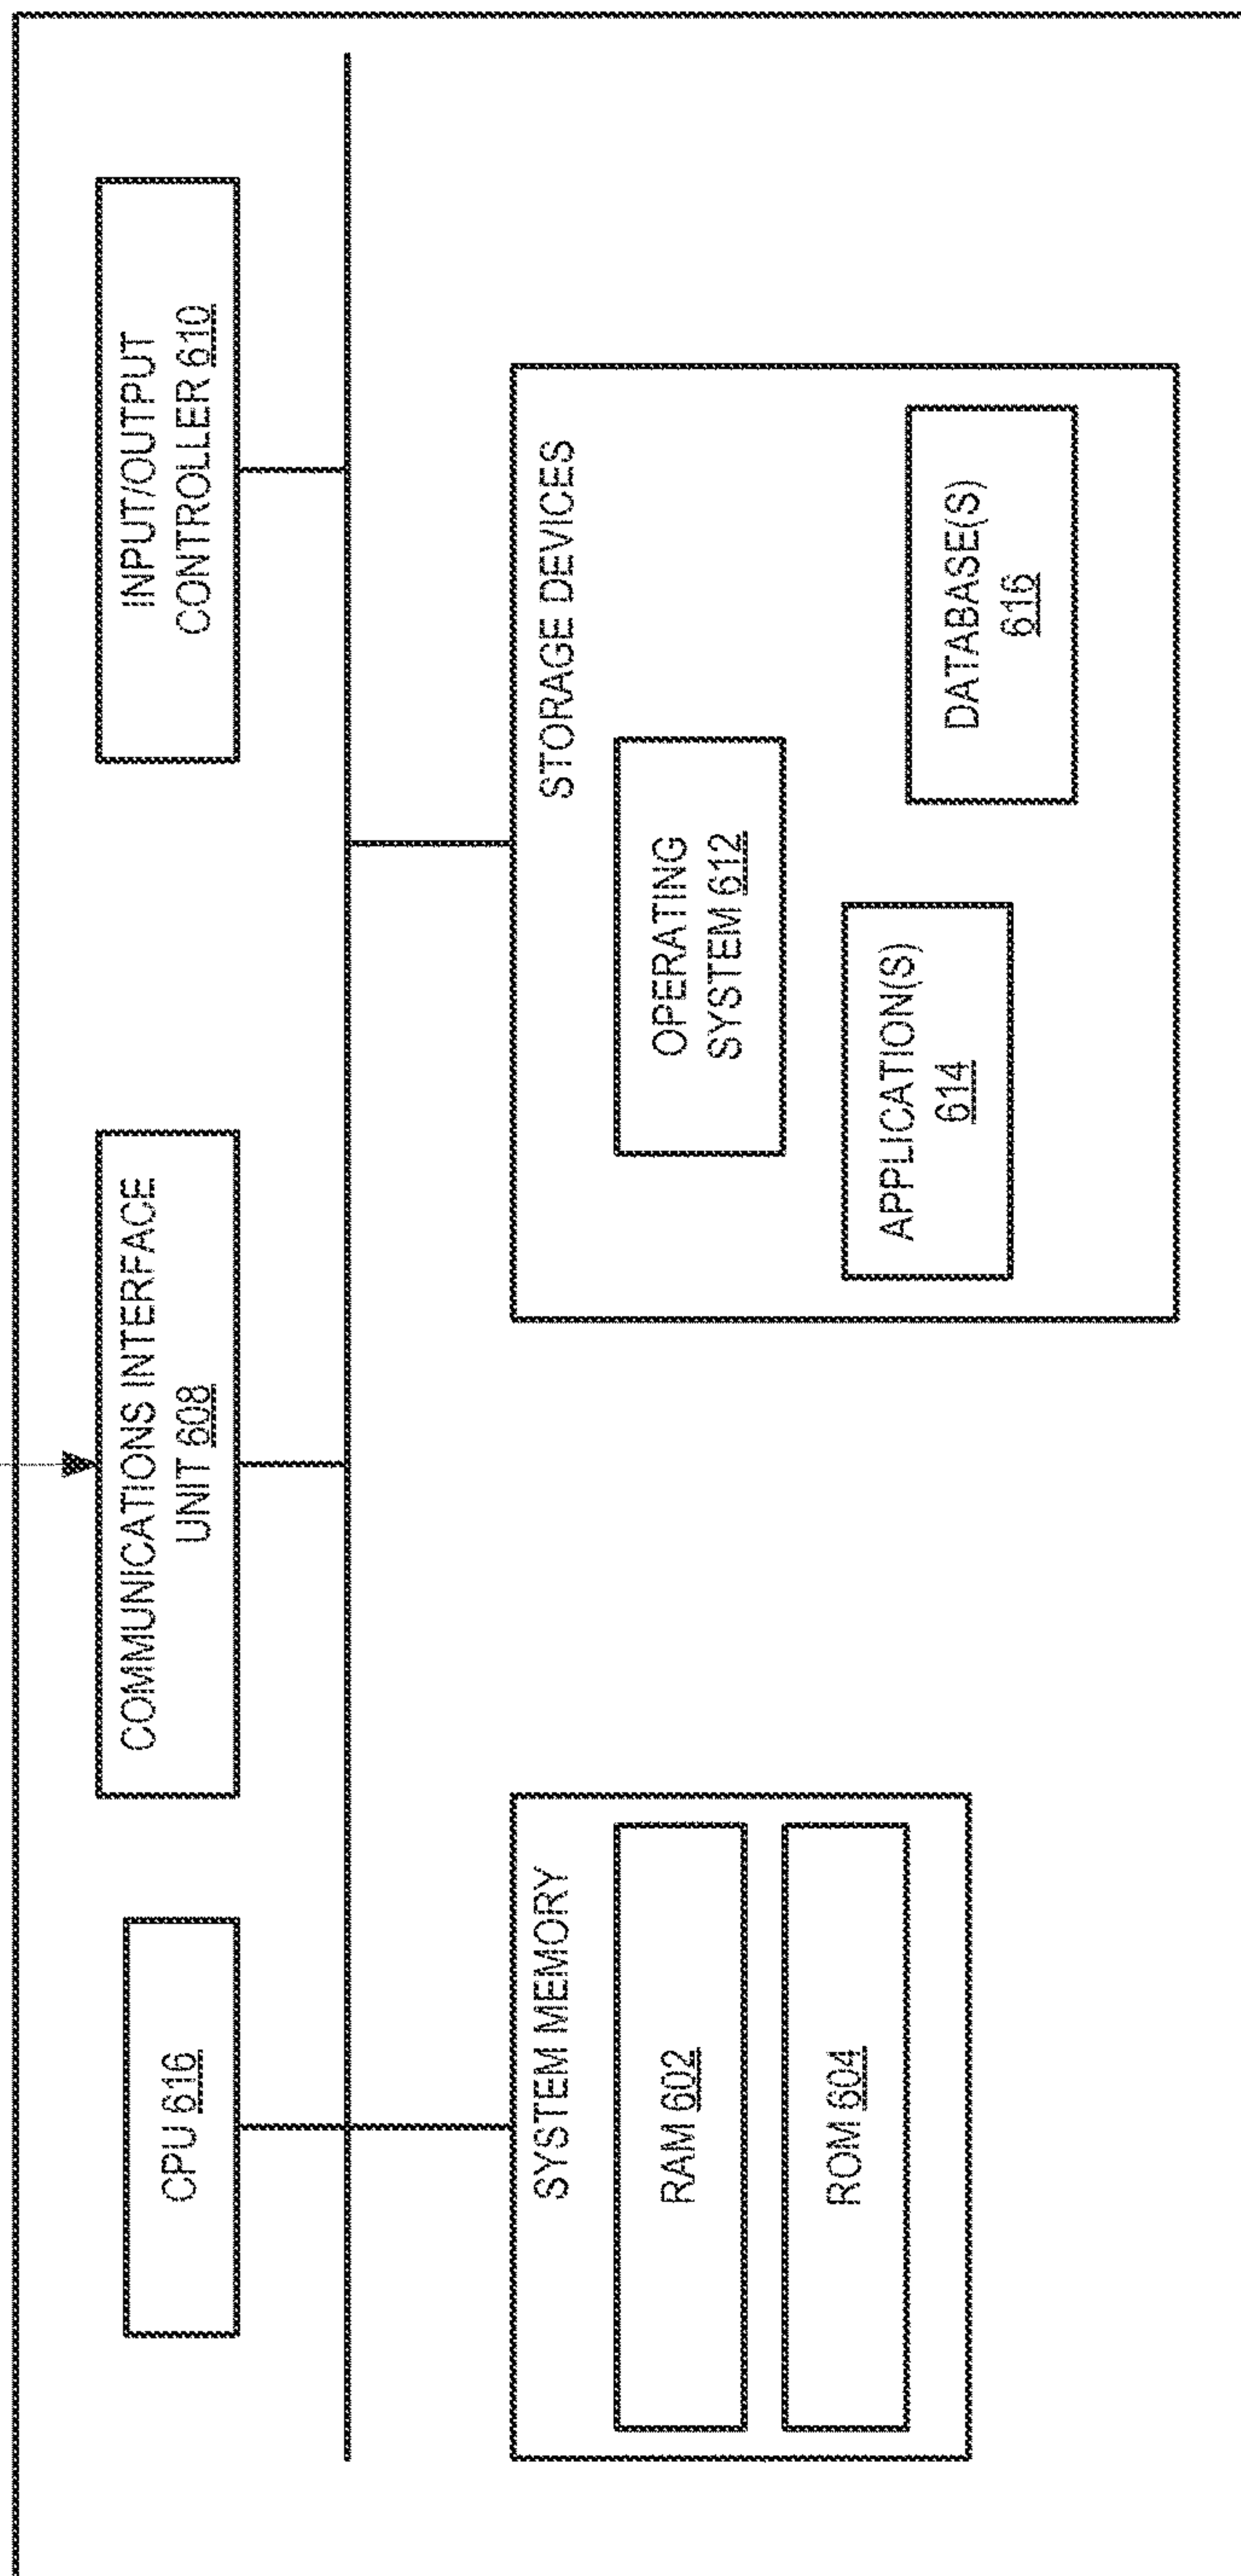 CPU 616
COMMUNICATIONS INTERFACE
UNIT 608
INPUT/OUTPUT
CONTROLLER 610
SYSTEM MEMORY
RAM 602
ROM 604
STORAGE DEVICES
OPERATING
SYSTEM 612
APPLICATION(S)
614
DATABASE(S)
616